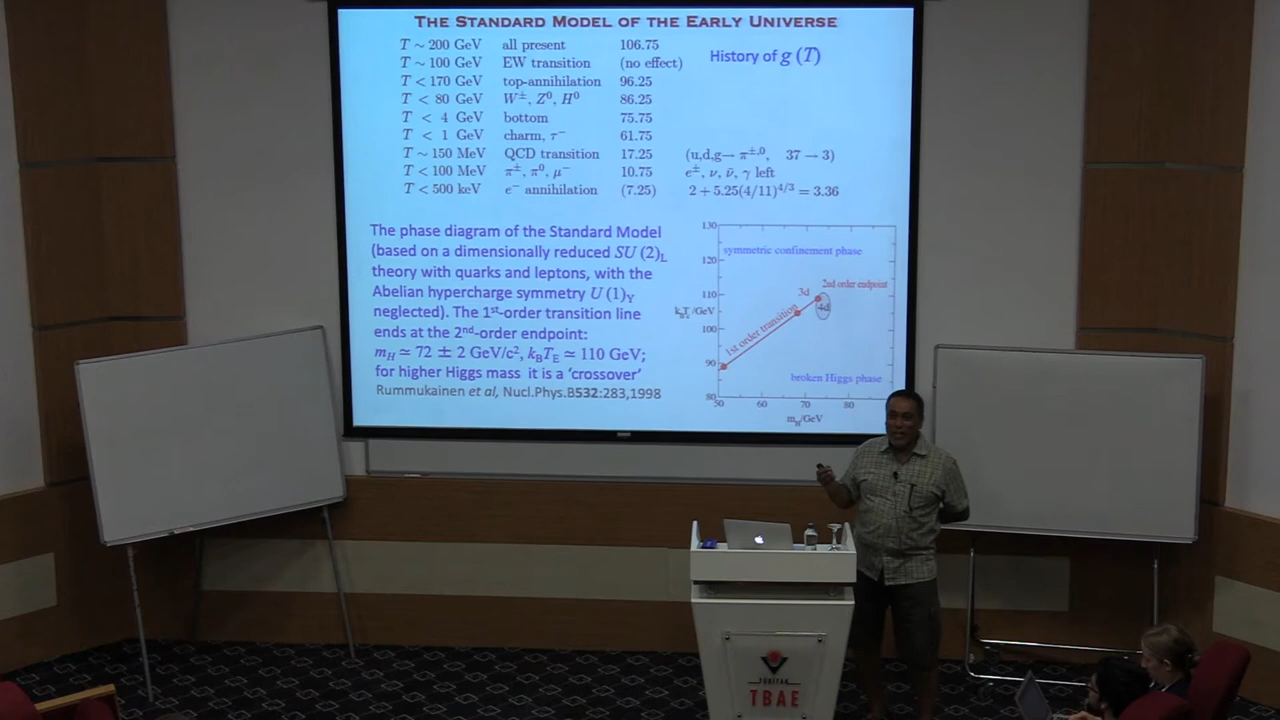 THE STANDARD MODEL OF THE EARLY UNIVERSE
T ∼ 200 GeV all present 106.75
History of g (T)
T ∼ 100 GeV EW transition (no effect)
T < 170 GeV top-annihilation 96.25
T < 80 GeV W±, Z⁰, H⁰ 86.25
T < 4 GeV bottom 75.75
T < 1 GeV charm, τ⁻ 61.75
T ∼ 150 MeV QCD transition 17.25 (u,d,g→ π±,0, 37 → 3)
T < 100 MeV π±, π⁰, μ⁻ 10.75 e±, ν, ν̄, γ left
T < 500 keV e⁻ annihilation (7.25) 2 + 5.25(4/11)^4/3 = 3.36
The phase diagram of the Standard Model
(based on a dimensionally reduced SU (2)L
theory with quarks and leptons, with the
Abelian hypercharge symmetry U (1)Y
neglected). The 1st-order transition line
ends at the 2nd-order endpoint:
mH ≃ 72 ± 2 GeV/c², kBTE ≃ 110 GeV;
for higher Higgs mass it is a ‘crossover’
Rummukainen et al, Nucl.Phys.B532:283,1998
130
symmetric confinement phase
120
2nd order endpoint
3d
110
4d
kBTc/GeV
100
1st order transition
90
broken Higgs phase
80
50 60 70 80
mH/GeV
TÜBİTAK
TBAE